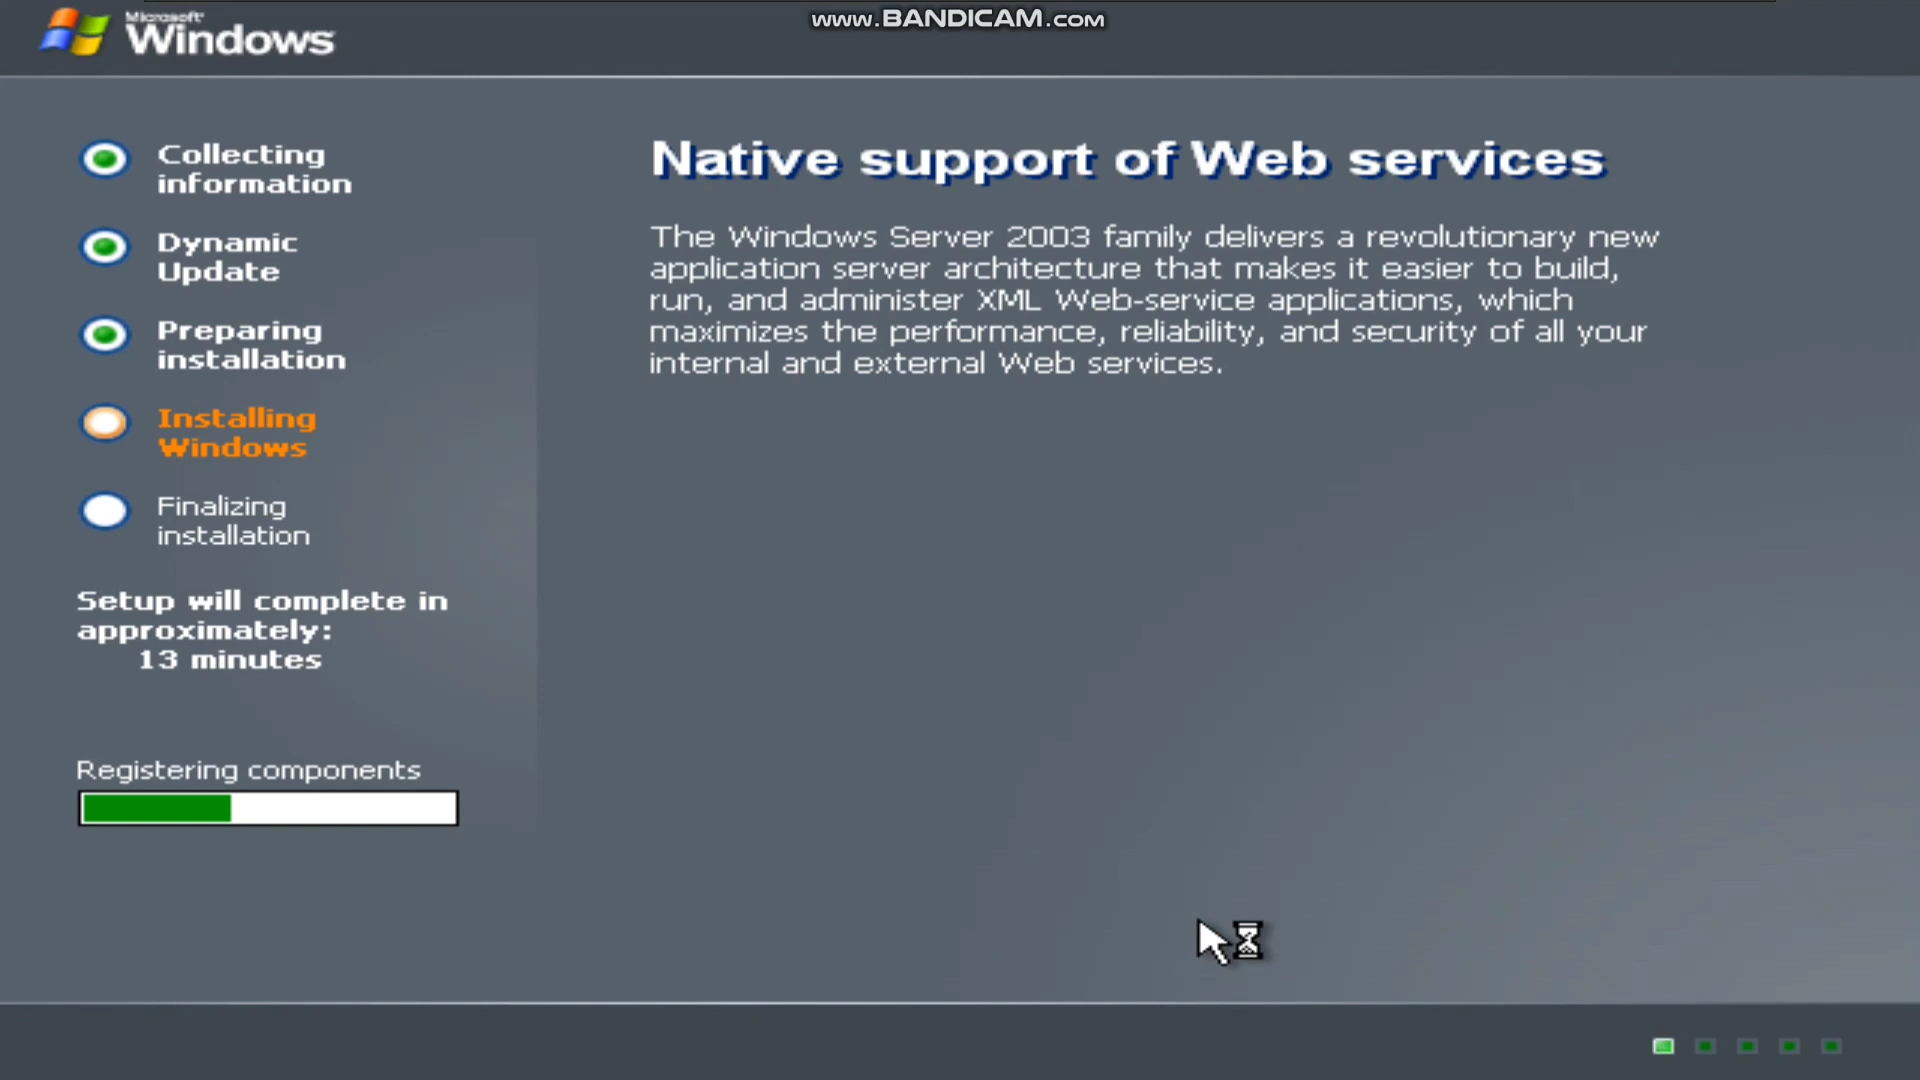 www.BANDICAM.com
Microsoft
Windows
Collecting
information
Dynamic
Update
Preparing
installation
Installing
Windows
Finalizing
installation
Setup will complete in
approximately:
13 minutes
Registering components
Native support of Web services
The Windows Server 2003 family delivers a revolutionary new
application server architecture that makes it easier to build,
run, and administer XML Web-service applications, which
maximizes the performance, reliability, and security of all your
internal and external Web services.